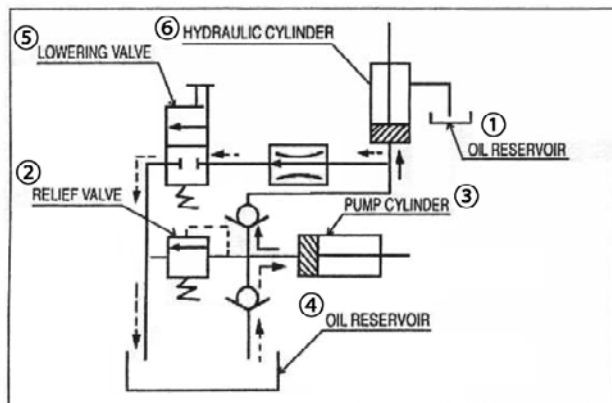 ⑥ HYDRAULIC CYLINDER
⑤ LOWERING VALVE
①
OIL RESERVOIR
② RELIEF VALVE
PUMP CYLINDER ③
④ OIL RESERVOIR